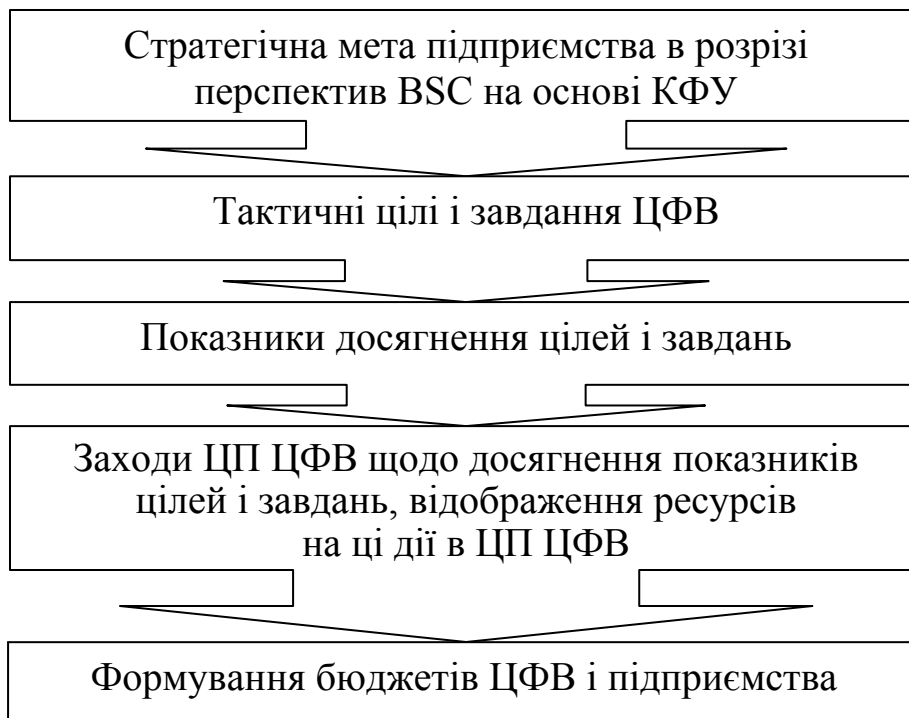 Стратегічна мета підприємства в розрізі
перспектив BSC на основі КФУ
Тактичні цілі і завдання ЦФВ
Показники досягнення цілей і завдань
Заходи ЦП ЦФВ щодо досягнення показників
цілей і завдань, відображення ресурсів
на ці дії в ЦП ЦФВ
Формування бюджетів ЦФВ і підприємства